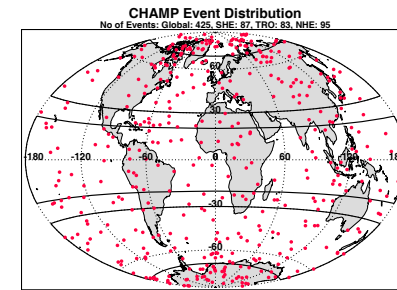 CHAMP Event Distribution
No of Events: Global: 425, SHE: 87, TRO: 83, NHE: 95
60
30
-180 -120 -60 0 60 120 18
-30
-60